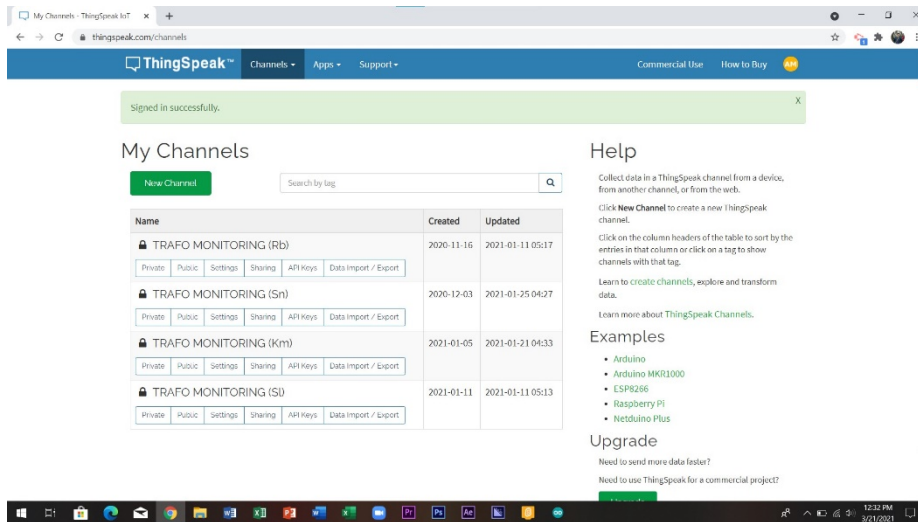 My Channels - ThingSpeak IoT
thingspeak.com/channels
ThingSpeak™ Channels Apps Support Commercial Use How to Buy AM
Signed in successfully. X
My Channels
New Channel Search by tag
Name Created Updated
TRAFO MONITORING (Rb) 2020-11-16 2021-01-11 05:17
Private Public Settings Sharing API Keys Data Import / Export
TRAFO MONITORING (Sn) 2020-12-03 2021-01-25 04:27
Private Public Settings Sharing API Keys Data Import / Export
TRAFO MONITORING (Km) 2021-01-05 2021-01-21 04:33
Private Public Settings Sharing API Keys Data Import / Export
TRAFO MONITORING (Sl) 2021-01-11 2021-01-11 05:13
Private Public Settings Sharing API Keys Data Import / Export
Help
Collect data in a ThingSpeak channel from a device,
from another channel, or from the web.
Click New Channel to create a new ThingSpeak
channel.
Click on the column headers of the table to sort by the
entries in that column or click on a tag to show
channels with that tag.
Learn to create channels, explore and transform
data.
Learn more about ThingSpeak Channels.
Examples
Arduino
Arduino MKR1000
ESP8266
Raspberry Pi
Netduino Plus
Upgrade
Need to send more data faster?
Need to use ThingSpeak for a commercial project?
Pr Ps Ae
12:32 PM
3/21/2021